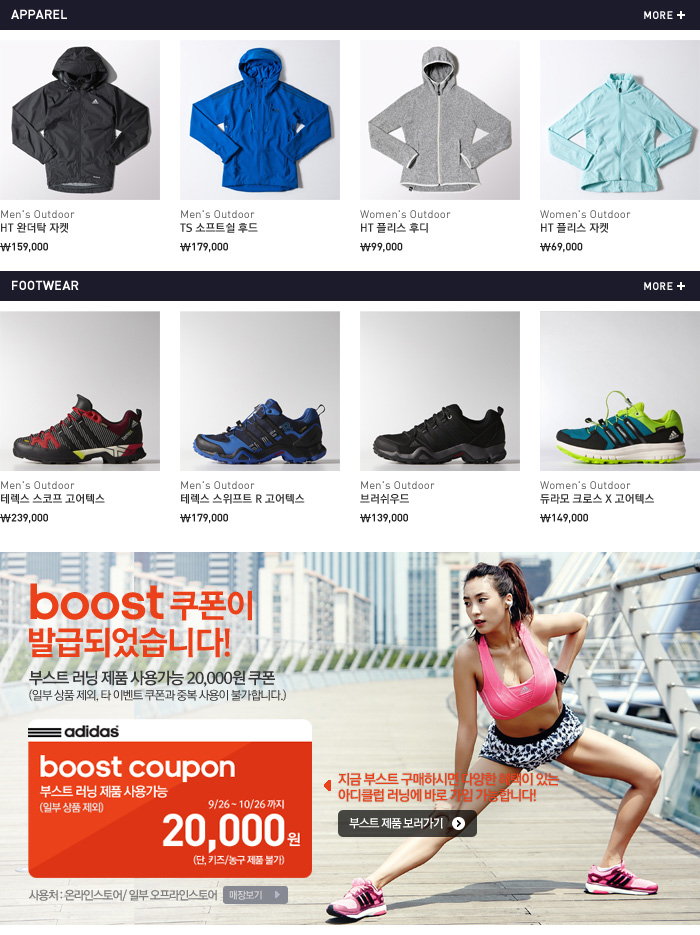 APPAREL
MORE +
Men's Outdoor
HT 완더탁 자켓
₩159,000
Men's Outdoor
TS 소프트쉘 후드
₩179,000
Women's Outdoor
HT 플리스 후디
₩99,000
Women's Outdoor
HT 플리스 자켓
₩69,000
FOOTWEAR
MORE +
Men's Outdoor
테렉스 스코프 고어텍스
₩239,000
Men's Outdoor
테렉스 스위프트 R 고어텍스
₩179,000
Men's Outdoor
브러쉬우드
₩139,000
Women's Outdoor
듀라모 크로스 X 고어텍스
₩149,000
boost 쿠폰이
발급되었습니다!
부스트 러닝 제품 사용가능 20,000원 쿠폰
(일부 상품 제외, 타 이벤트 쿠폰과 중복 사용이 불가합니다.)
adidas
boost coupon
부스트 러닝 제품 사용가능
(일부 상품 제외)
9/26 ~ 10/26 까지
20,000원
(단, 키즈/농구 제품 불가)
지금 부스트 구매하시면 다양한 혜택이 있는
아디클럽 러닝에 바로 가입 가능합니다!
부스트 제품 보러가기
사용처 : 온라인스토어/ 일부 오프라인스토어
매장보기